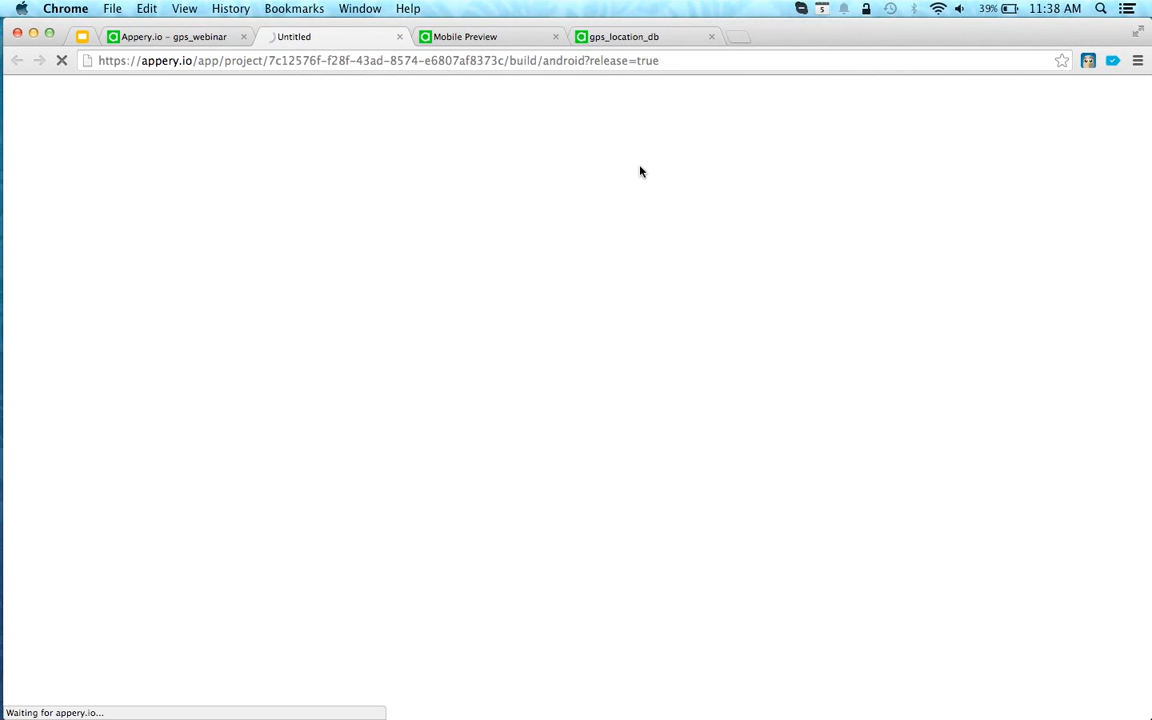 Chrome File Edit View History Bookmarks Window Help 5 39% 11:38 AM
Appery.io – gps_webinar Untitled Mobile Preview gps_location_db
https://appery.io/app/project/7c12576f-f28f-43ad-8574-e6807af8373c/build/android?release=true
Waiting for appery.io...